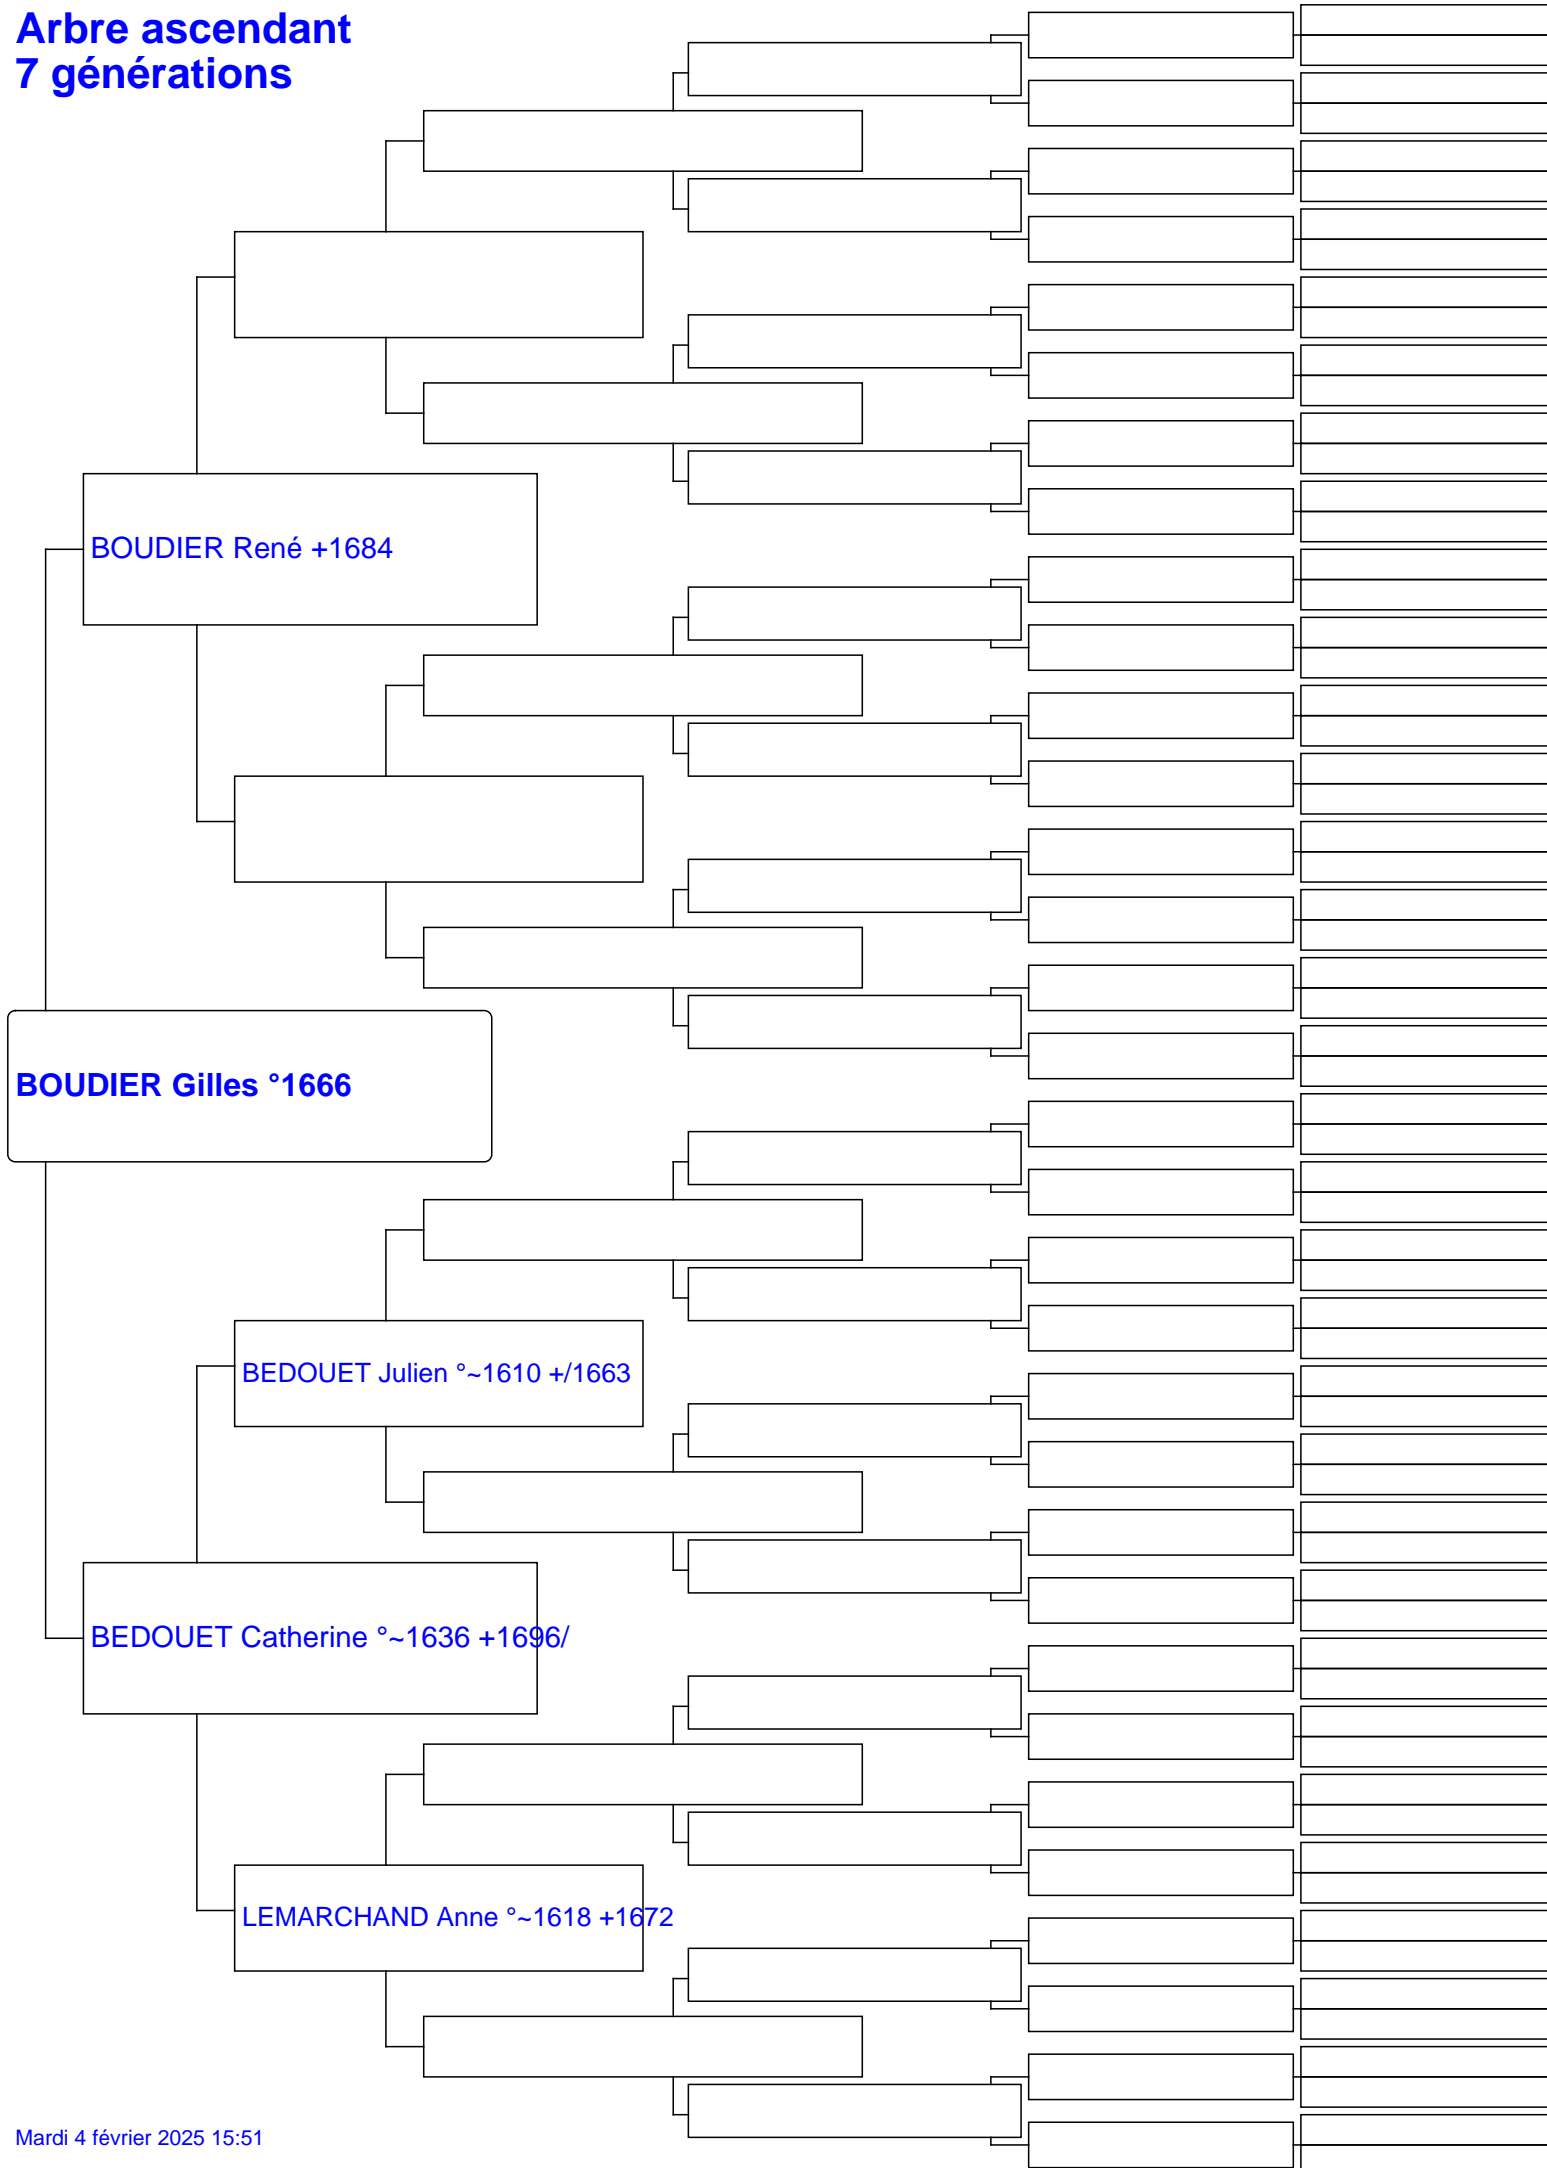 Arbre ascendant
7 générations
BOUDIER René +1684
BOUDIER Gilles °1666
BEDOUET Julien °~1610 +/1663
BEDOUET Catherine °~1636 +1696/
LEMARCHAND Anne °~1618 +1672
Mardi 4 février 2025 15:51